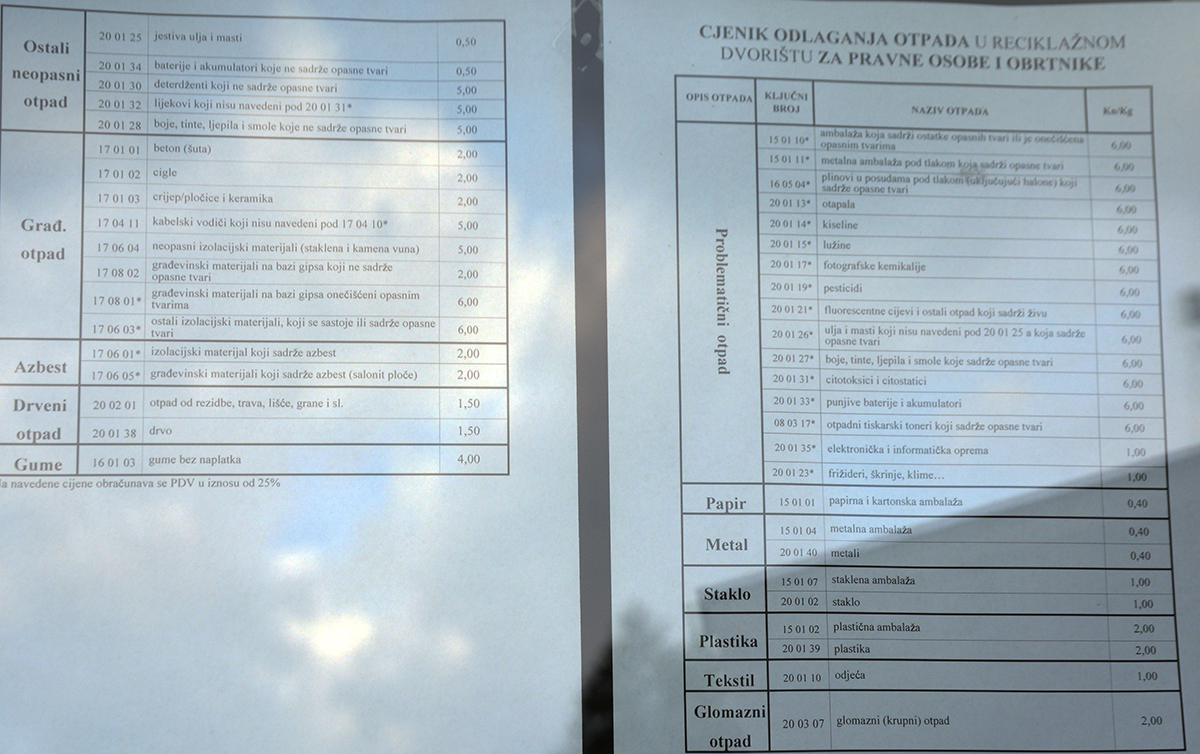 Ostali neopasni otpad
20 01 25 jestiva ulja i masti 0,50
20 01 34 baterije i akumulatori koje ne sadrže opasne tvari 0,50
20 01 30 deterdženti koji ne sadrže opasne tvari 5,00
20 01 32 lijekovi koji nisu navedeni pod 20 01 31* 5,00
20 01 28 boje, tinte, ljepila i smole koje ne sadrže opasne tvari 5,00
Građ. otpad
17 01 01 beton (šuta) 2,00
17 01 02 cigle 2,00
17 01 03 crijep/pločice i keramika 2,00
17 04 11 kabelski vodiči koji nisu navedeni pod 17 04 10* 5,00
17 06 04 neopasni izolacijski materijali (staklena i kamena vuna) 5,00
17 08 02 građevinski materijali na bazi gipsa koji ne sadrže
opasne tvari 2,00
17 08 01* građevinski materijali na bazi gipsa onečišćeni opasnim
tvarima 6,00
17 06 03* ostali izolacijski materijali, koji se sastoje ili sadrže opasne
tvari 6,00
Azbest
17 06 01* izolacijski materijal koji sadrže azbest 2,00
17 06 05* građevinski materijali koji sadrže azbest (salonit ploče) 2,00
Drveni otpad
20 02 01 otpad od rezidbe, trava, lišće, grane i sl. 1,50
20 01 38 drvo 1,50
Gume 16 01 03 gume bez naplatka 4,00
navedene cijene obračunava se PDV u iznosu od 25%
CJENIK ODLAGANJA OTPADA U RECIKLAŽNOM
DVORIŠTU ZA PRAVNE OSOBE I OBRTNIKE
OPIS OTPADA KLJUČNI BROJ NAZIV OTPADA Kn/Kg
Problematični otpad
15 01 10* ambalaža koja sadrži ostatke opasnih tvari ili je onečišćena
opasnim tvarima 6,00
15 01 11* metalna ambalaža pod tlakom koja sadrži opasne tvari 6,00
16 05 04* plinovi u posudama pod tlakom (uključujući halone) koji
sadrže opasne tvari 6,00
20 01 13* otapala 6,00
20 01 14* kiseline 6,00
20 01 15* lužine 6,00
20 01 17* fotografske kemikalije 6,00
20 01 19* pesticidi 6,00
20 01 21* fluorescentne cijevi i ostali otpad koji sadrži živu 6,00
20 01 26* ulja i masti koji nisu navedeni pod 20 01 25 a koja sadrže
opasne tvari 6,00
20 01 27* boje, tinte, ljepila i smole koje sadrže opasne tvari 6,00
20 01 31* citotoksici i citostatici 6,00
20 01 33* punjive baterije i akumulatori 6,00
08 03 17* otpadni tiskarski toneri koji sadrže opasne tvari 6,00
20 01 35* elektronička i informatička oprema 1,00
20 01 23* frižideri, škrinje, klime… 1,00
Papir 15 01 01 papirna i kartonska ambalaža 0,40
Metal
15 01 04 metalna ambalaža 0,40
20 01 40 metali 0,40
Staklo
15 01 07 staklena ambalaža 1,00
20 01 02 staklo 1,00
Plastika
15 01 02 plastična ambalaža 2,00
20 01 39 plastika 2,00
Tekstil 20 01 10 odjeća 1,00
Glomazni otpad
20 03 07 glomazni (krupni) otpad 2,00